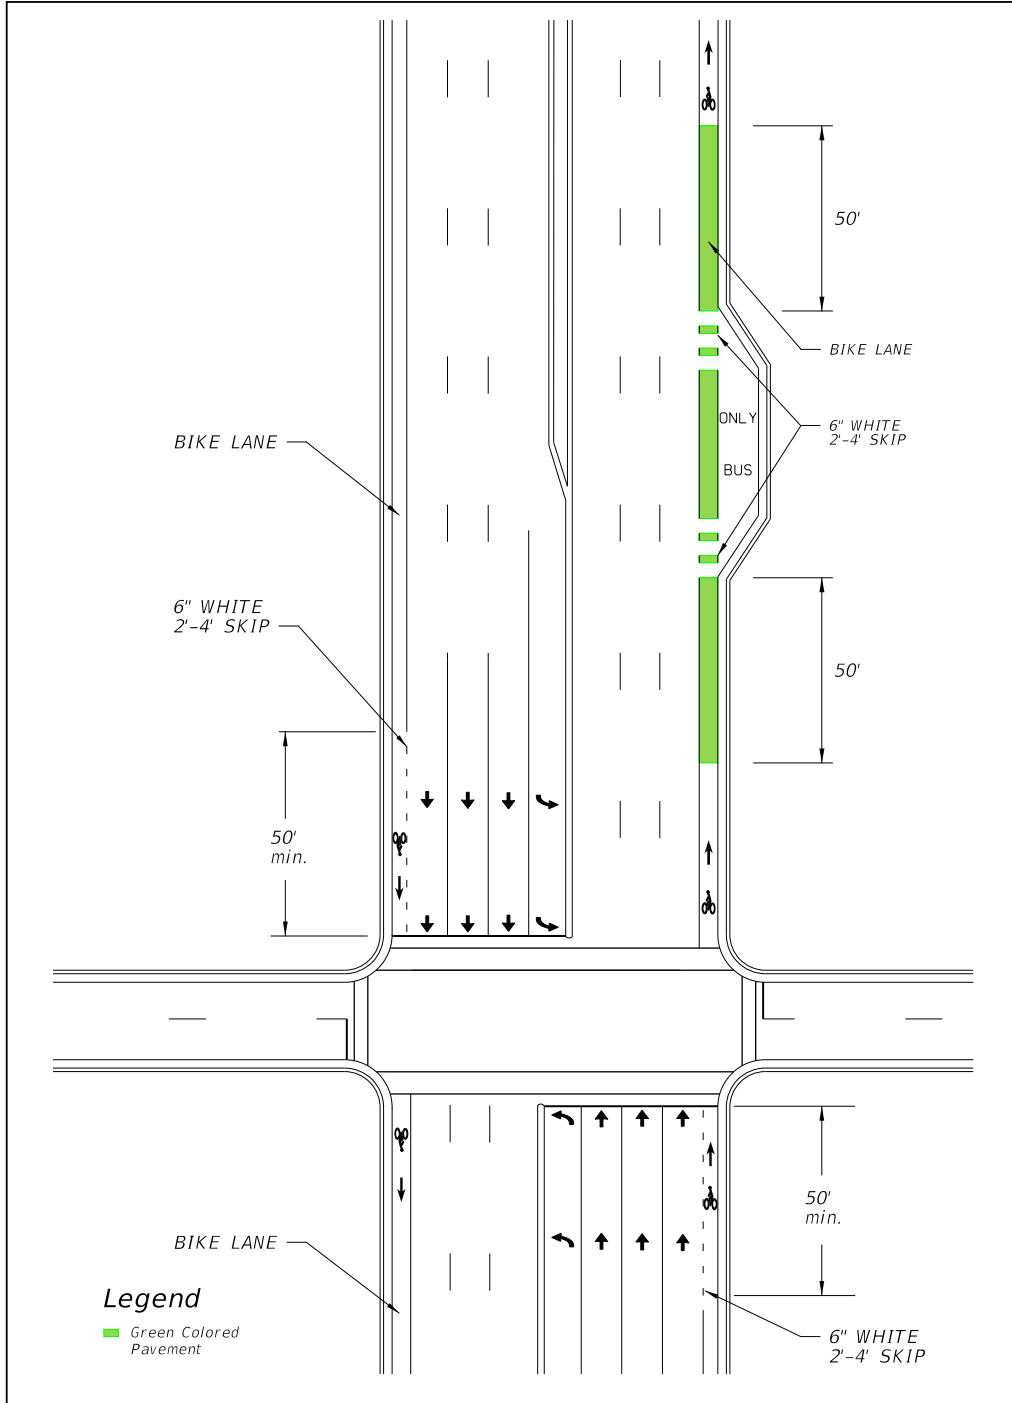 50'
BIKE LANE
ONLY
6" WHITE
2'-4' SKIP
BIKE LANE
BUS
6" WHITE
2'-4' SKIP
50'
50'
min.
50'
min.
BIKE LANE
Legend
Green Colored
Pavement
6" WHITE
2'-4' SKIP